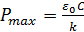 P_max = ε₀C / k